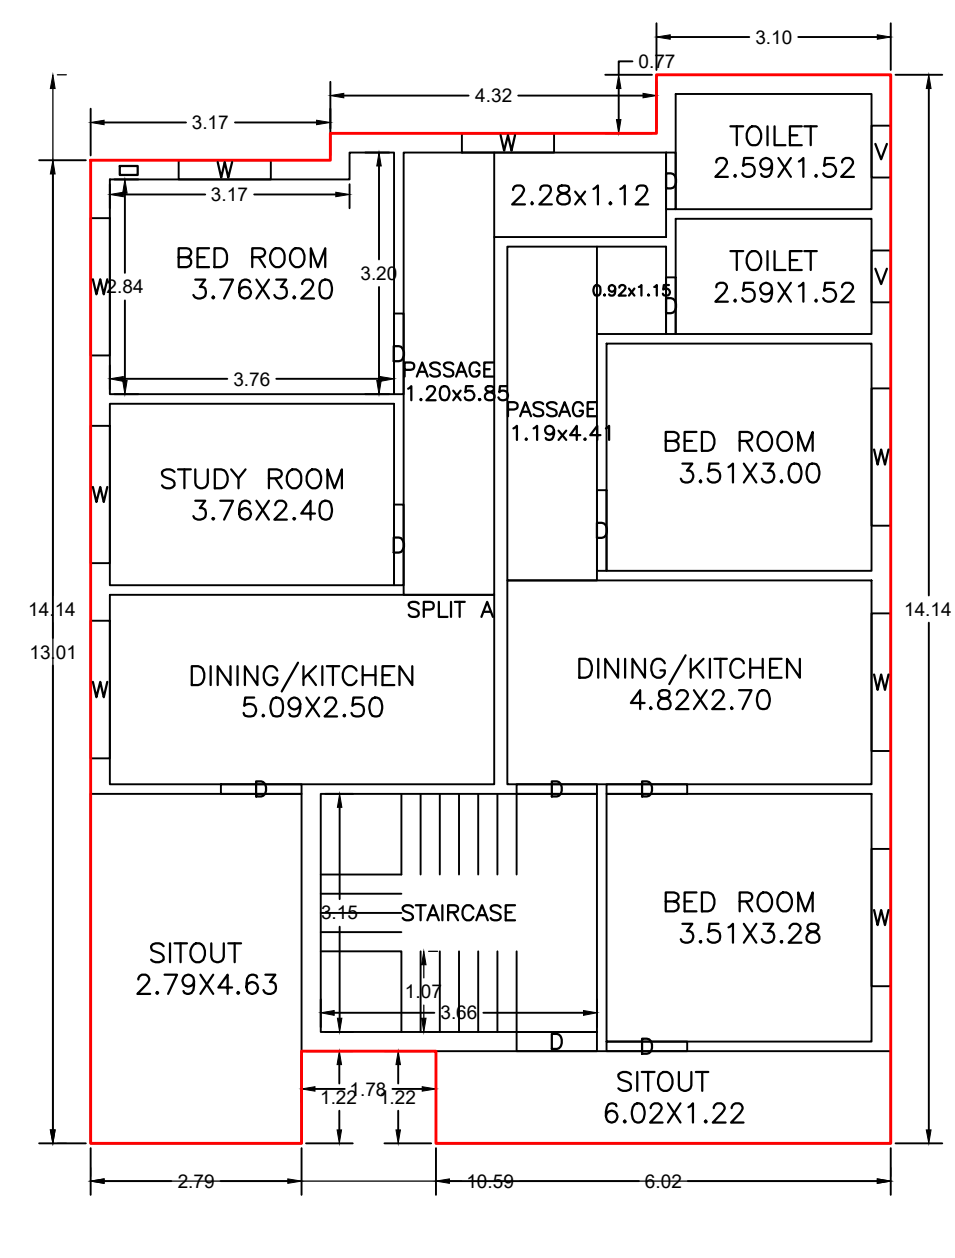 3.10
0.77
4.32
3.17
TOILET
2.59X1.52
V
W
W
D
3.17
2.28x1.12
BED ROOM
3.76X3.20
3.20
W
2.84
TOILET
2.59X1.52
V
0.92x1.15
D
D
3.76
PASSAGE
1.20x5.85
PASSAGE
1.19x4.41
BED ROOM
3.51X3.00
W
STUDY ROOM
3.76X2.40
W
D
D
14.14
13.01
SPLIT A
14.14
DINING/KITCHEN
5.09X2.50
W
DINING/KITCHEN
4.82X2.70
W
D
D
D
3.15
STAIRCASE
BED ROOM
3.51X3.28
W
SITOUT
2.79X4.63
1.07
3.66
D
D
1.22
1.78
1.22
SITOUT
6.02X1.22
2.79
10.59
6.02